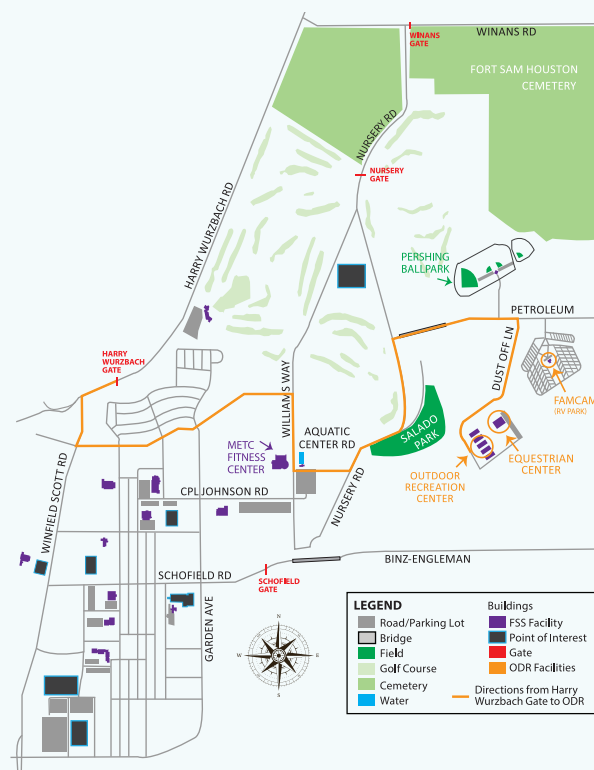 WINANS RD
WINANS
GATE
FORT SAM HOUSTON
CEMETERY
NURSERY RD
NURSERY
GATE
HARRY WURZBACH RD
PERSHING
BALLPARK
PETROLEUM
DUST OFF LN
HARRY
WURZBACH
GATE
FAMCAM
(RV PARK)
WILLIAMS WAY
AQUATIC
CENTER RD
METC
FITNESS
CENTER
SALADO
PARK
EQUESTRIAN
CENTER
OUTDOOR
RECREATION
CENTER
WINFIELD SCOTT RD
CPL JOHNSON RD
NURSERY RD
BINZ-ENGLEMAN
SCHOFIELD RD
SCHOFIELD
GATE
GARDEN AVE
N
W
E
S
LEGEND
Road/Parking Lot
Bridge
Field
Golf Course
Cemetery
Water
Buildings
FSS Facility
Point of Interest
Gate
ODR Facilities
Directions from Harry
Wurzbach Gate to ODR